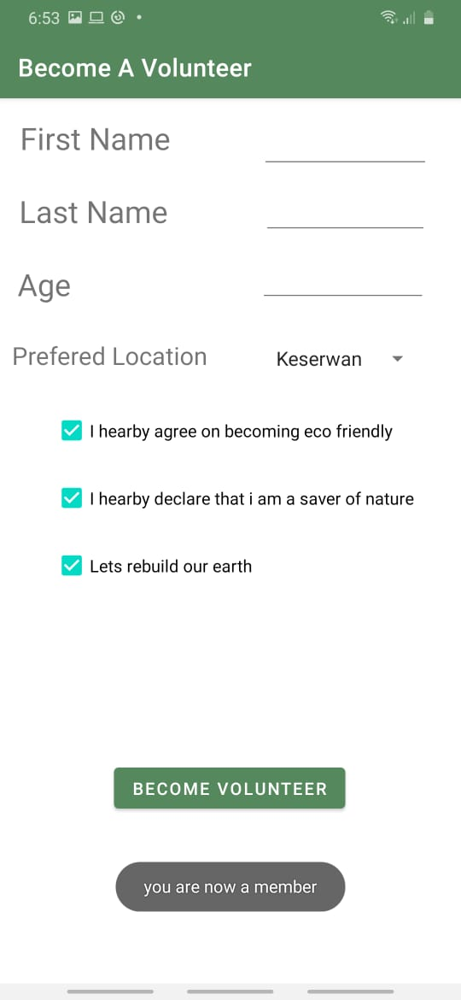 6:53
Become A Volunteer
First Name
Last Name
Age
Prefered Location
Keserwan
I hearby agree on becoming eco friendly
I hearby declare that i am a saver of nature
Lets rebuild our earth
BECOME VOLUNTEER
you are now a member